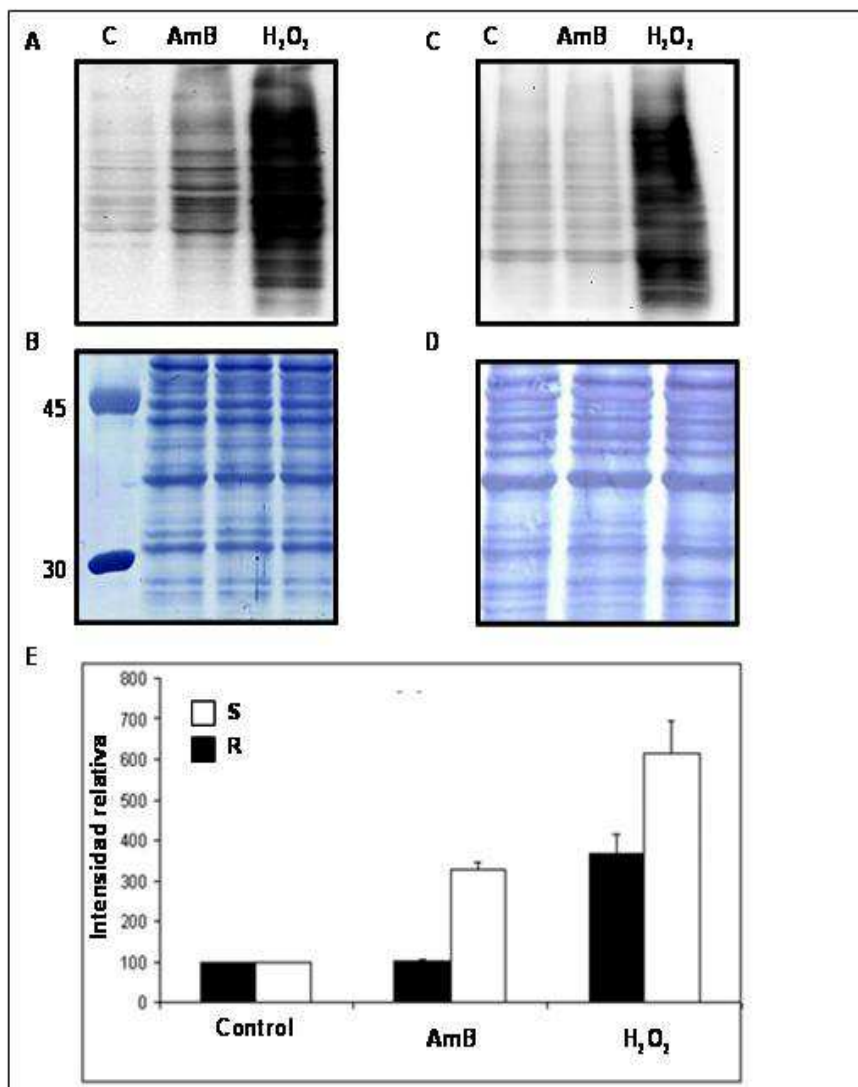 A
C AmB H₂O₂
C
C AmB H₂O₂
B
45
30
D
E
Intensidad relativa
800
700
600
500
400
300
200
100
0
S
R
Control
AmB
H₂O₂